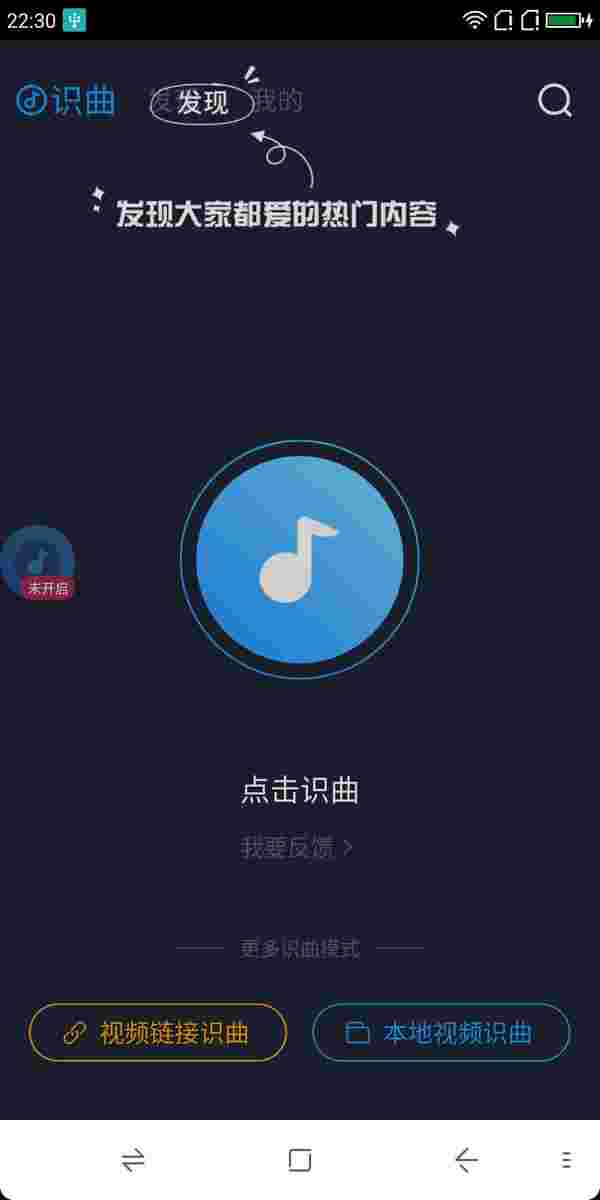 22:30
识曲
发现
我的
发现大家都爱的热门内容
未开启
点击识曲
我要反馈
更多识曲模式
视频链接识曲
本地视频识曲